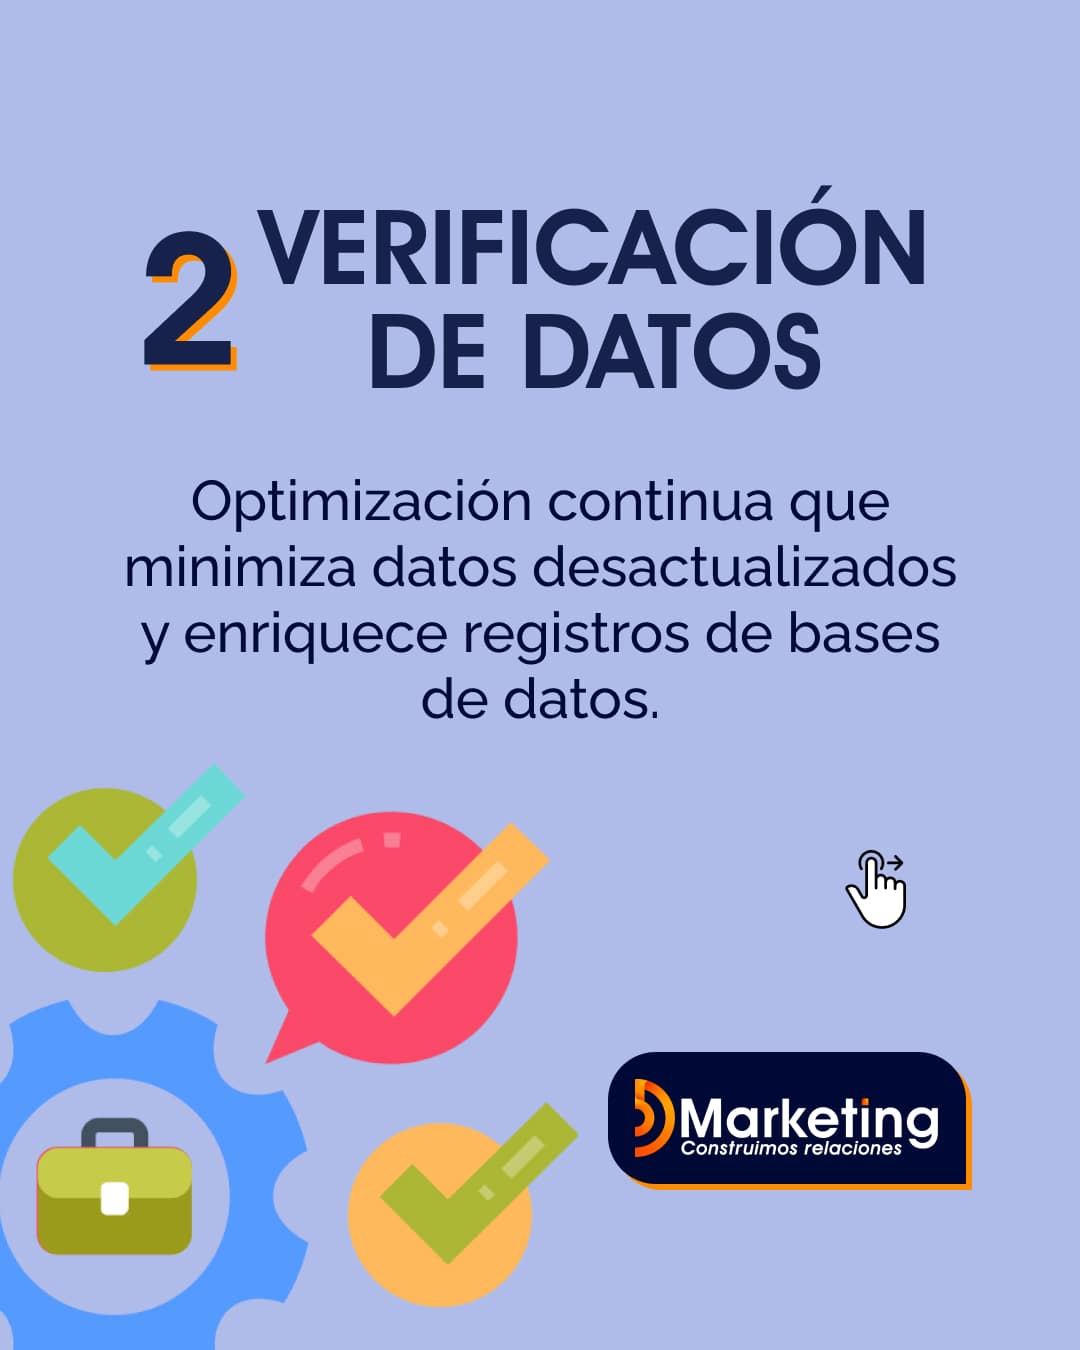 2
VERIFICACIÓN
DE DATOS
Optimización continua que
minimiza datos desactualizados
y enriquece registros de bases
de datos.
Marketing
Construimos relaciones